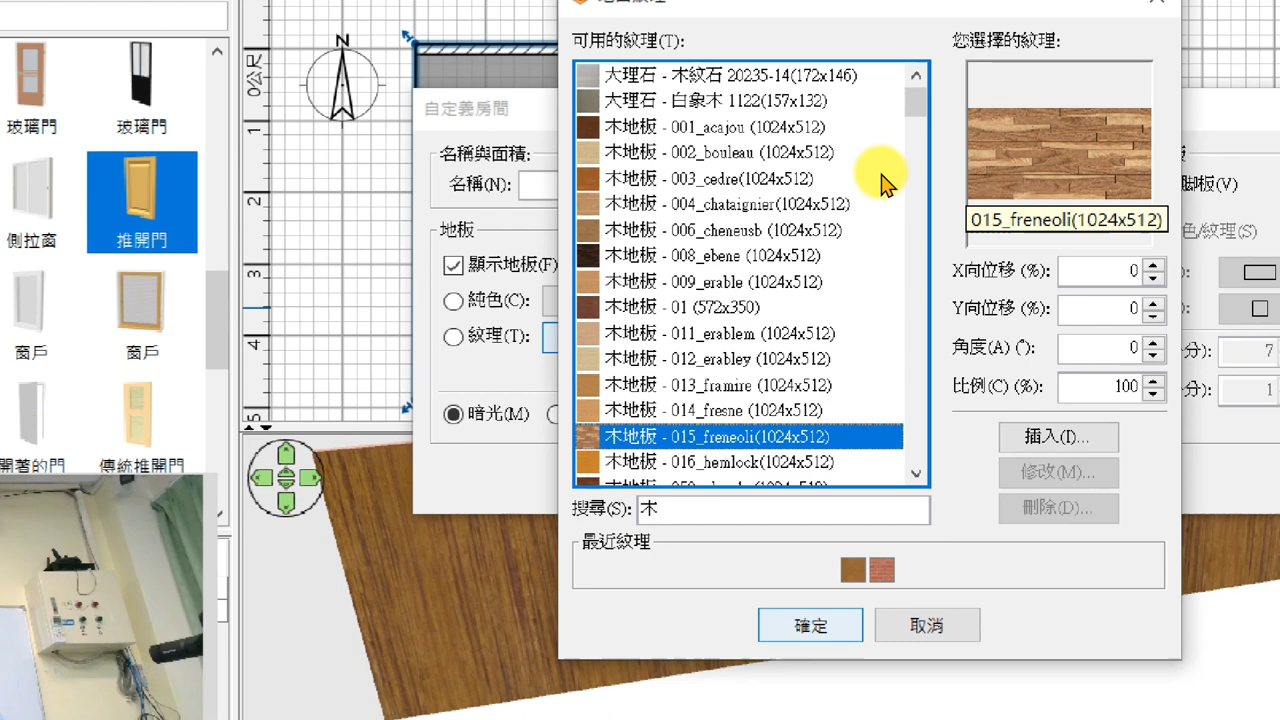 可用的紋理(T):
您選擇的紋理:
大理石 - 木紋石 20235-14(172x146)
大理石 - 白象木 1122(157x132)
木地板 - 001_acajou (1024x512)
木地板 - 002_bouleau (1024x512)
木地板 - 003_cedre(1024x512)
木地板 - 004_chataignier(1024x512)
木地板 - 006_cheneusb (1024x512)
木地板 - 008_ebene (1024x512)
木地板 - 009_erable (1024x512)
木地板 - 01 (572x350)
木地板 - 011_erablem (1024x512)
木地板 - 012_erabley (1024x512)
木地板 - 013_framire (1024x512)
木地板 - 014_fresne (1024x512)
木地板 - 015_freneoli(1024x512)
木地板 - 016_hemlock(1024x512)
015_freneoli(1024x512)
X向位移 (%): 0
Y向位移 (%): 0
角度(A) (°): 0
比例(C) (%): 100
插入(I)...
修改(M)...
刪除(D)...
搜尋(S): 木
最近紋理
確定
取消
自定義房間
名稱與面積:
名稱(N):
地板
顯示地板(F)
純色(C):
紋理(T):
暗光(M)
腳板(V)
色/紋理(S)
分): 7
分): 1
玻璃門
玻璃門
側拉窗
推開門
窗戶
窗戶
開著的門
傳統推開門
N
0公尺
1
2
3
4
5